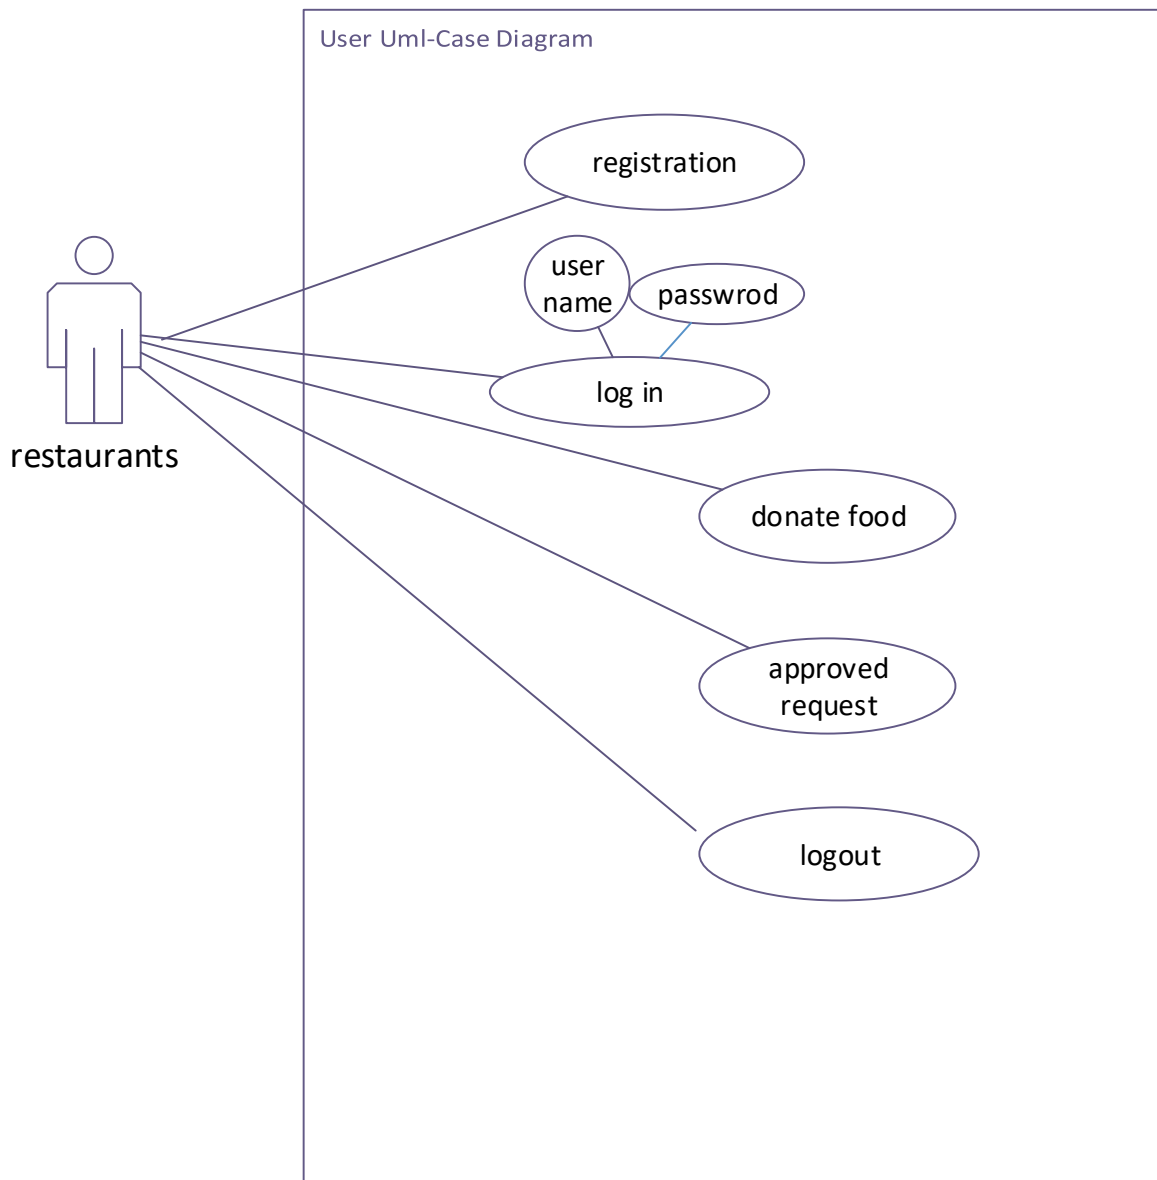 User Uml-Case Diagram
registration
user
name
passwrod
log in
restaurants
donate food
approved
request
logout